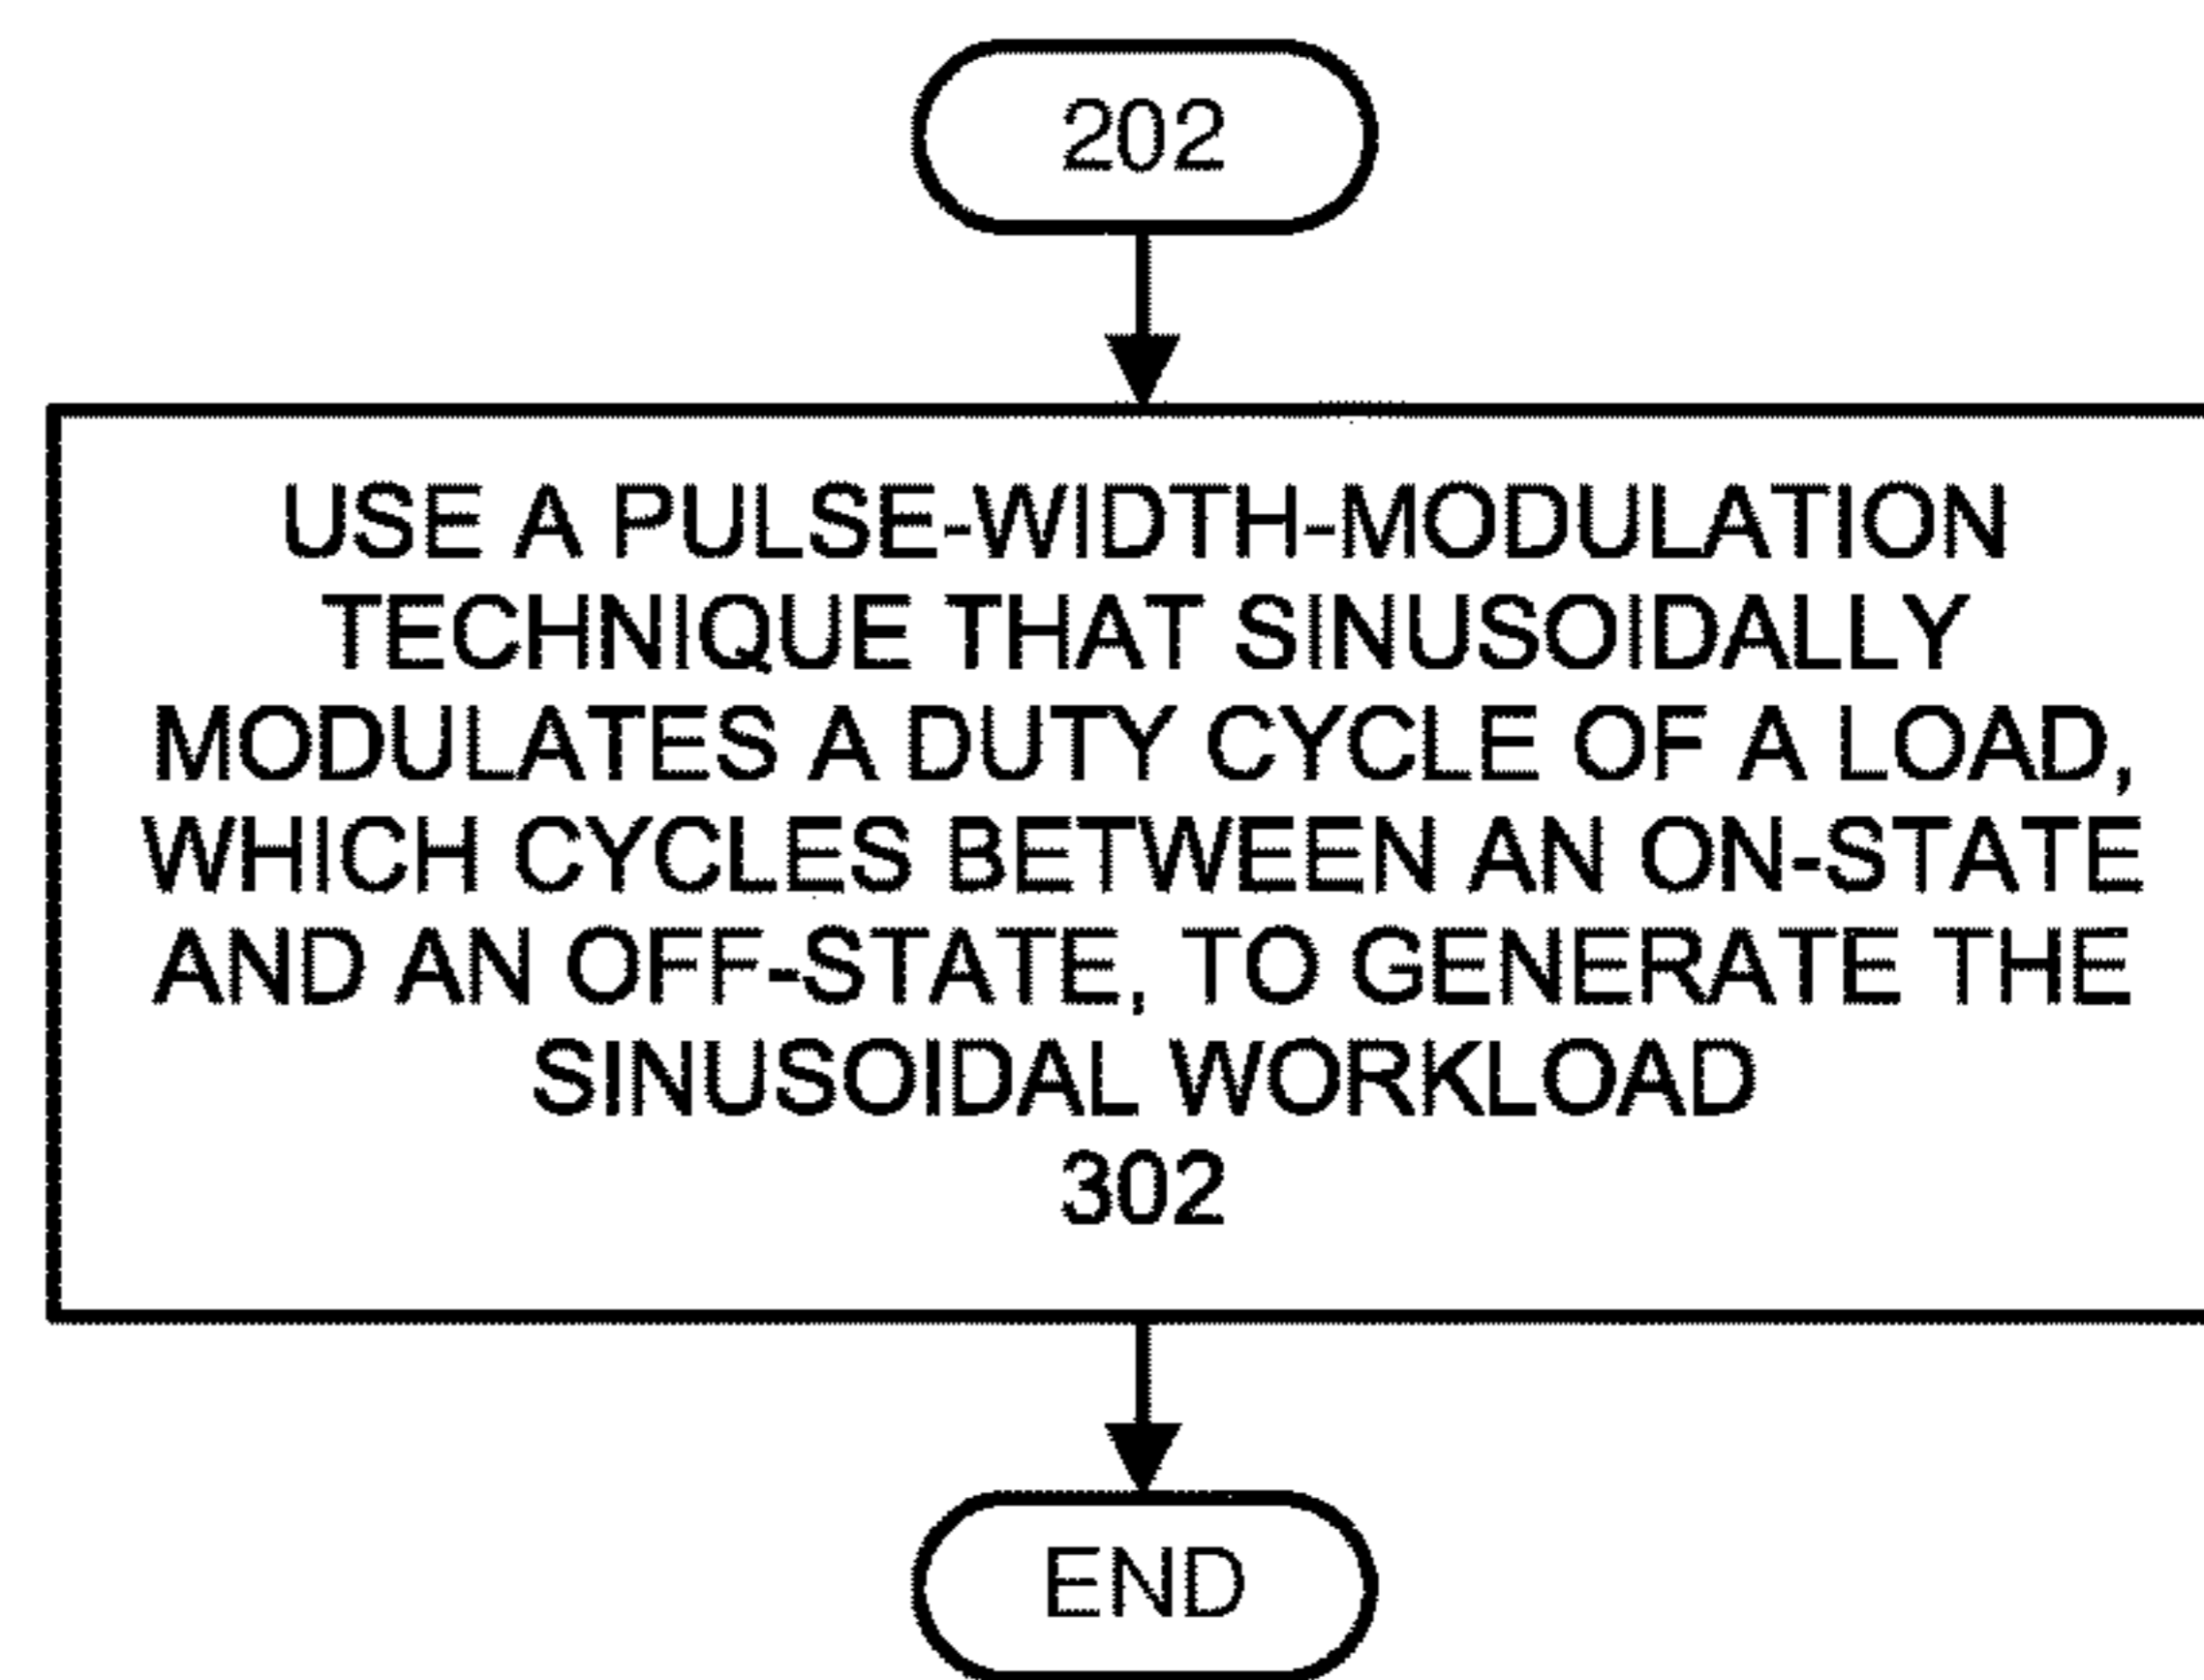 202
USE A PULSE-WIDTH-MODULATION
TECHNIQUE THAT SINUSOIDALLY
MODULATES A DUTY CYCLE OF A LOAD,
WHICH CYCLES BETWEEN AN ON-STATE
AND AN OFF-STATE, TO GENERATE THE
SINUSOIDAL WORKLOAD
302
END